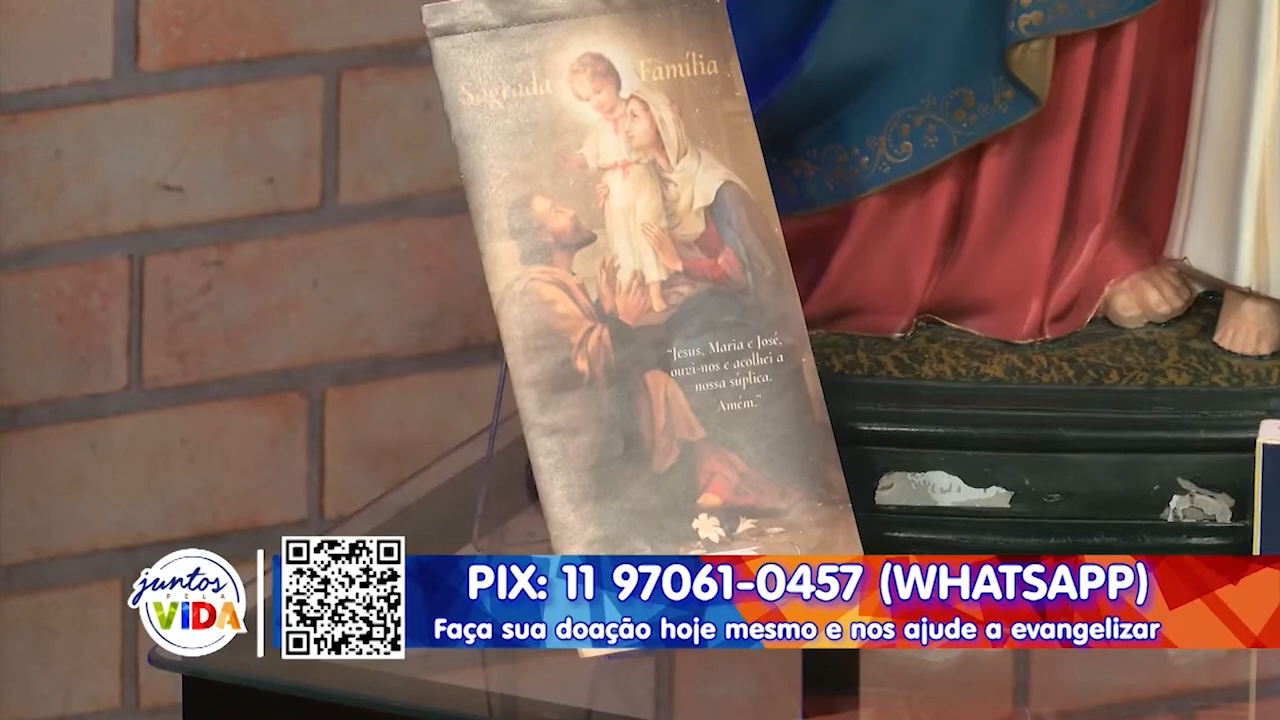 Sagrada Família
"Jesus, Maria e José,
ouvi-nos e acolhei a
nossa súplica.
Amém."
juntos
PELA
VIDA
PIX: 11 97061-0457 (WHATSAPP)
Faça sua doação hoje mesmo e nos ajude a evangelizar